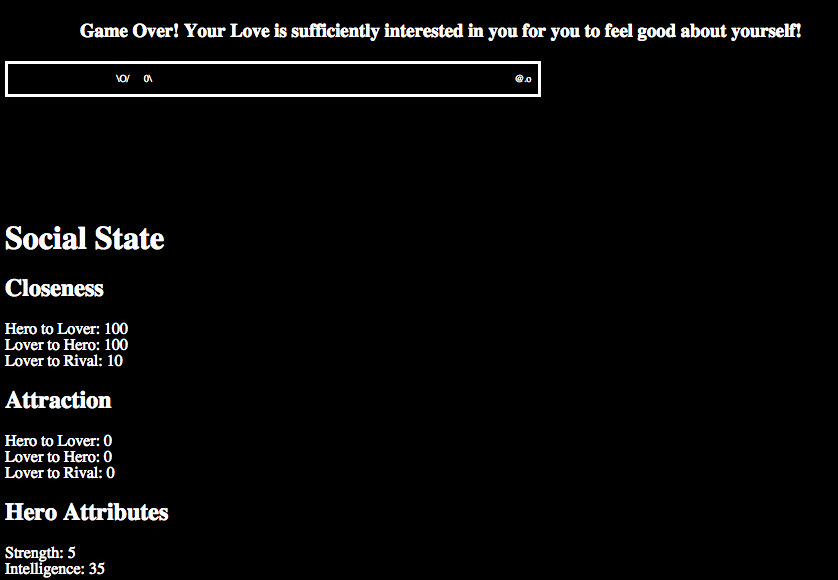 Game Over! Your Love is sufficiently interested in you for you to feel good about yourself!
\O/ 0\ @.o
Social State
Closeness
Hero to Lover: 100
Lover to Hero: 100
Lover to Rival: 10
Attraction
Hero to Lover: 0
Lover to Hero: 0
Lover to Rival: 0
Hero Attributes
Strength: 5
Intelligence: 35